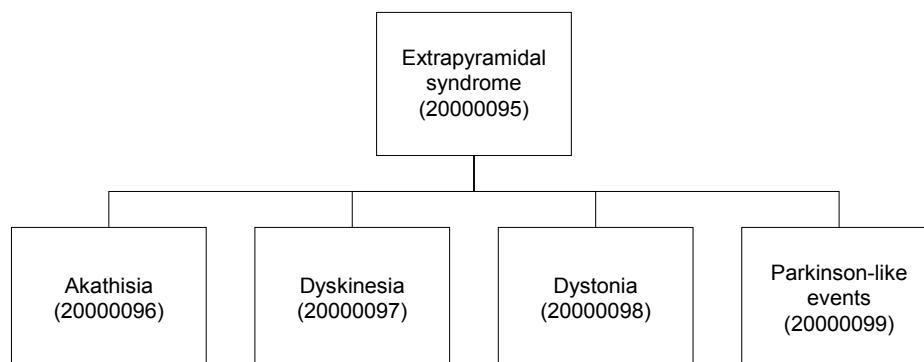 Extrapyramidal
syndrome
(20000095)
Akathisia
(20000096)
Dyskinesia
(20000097)
Dystonia
(20000098)
Parkinson-like
events
(20000099)